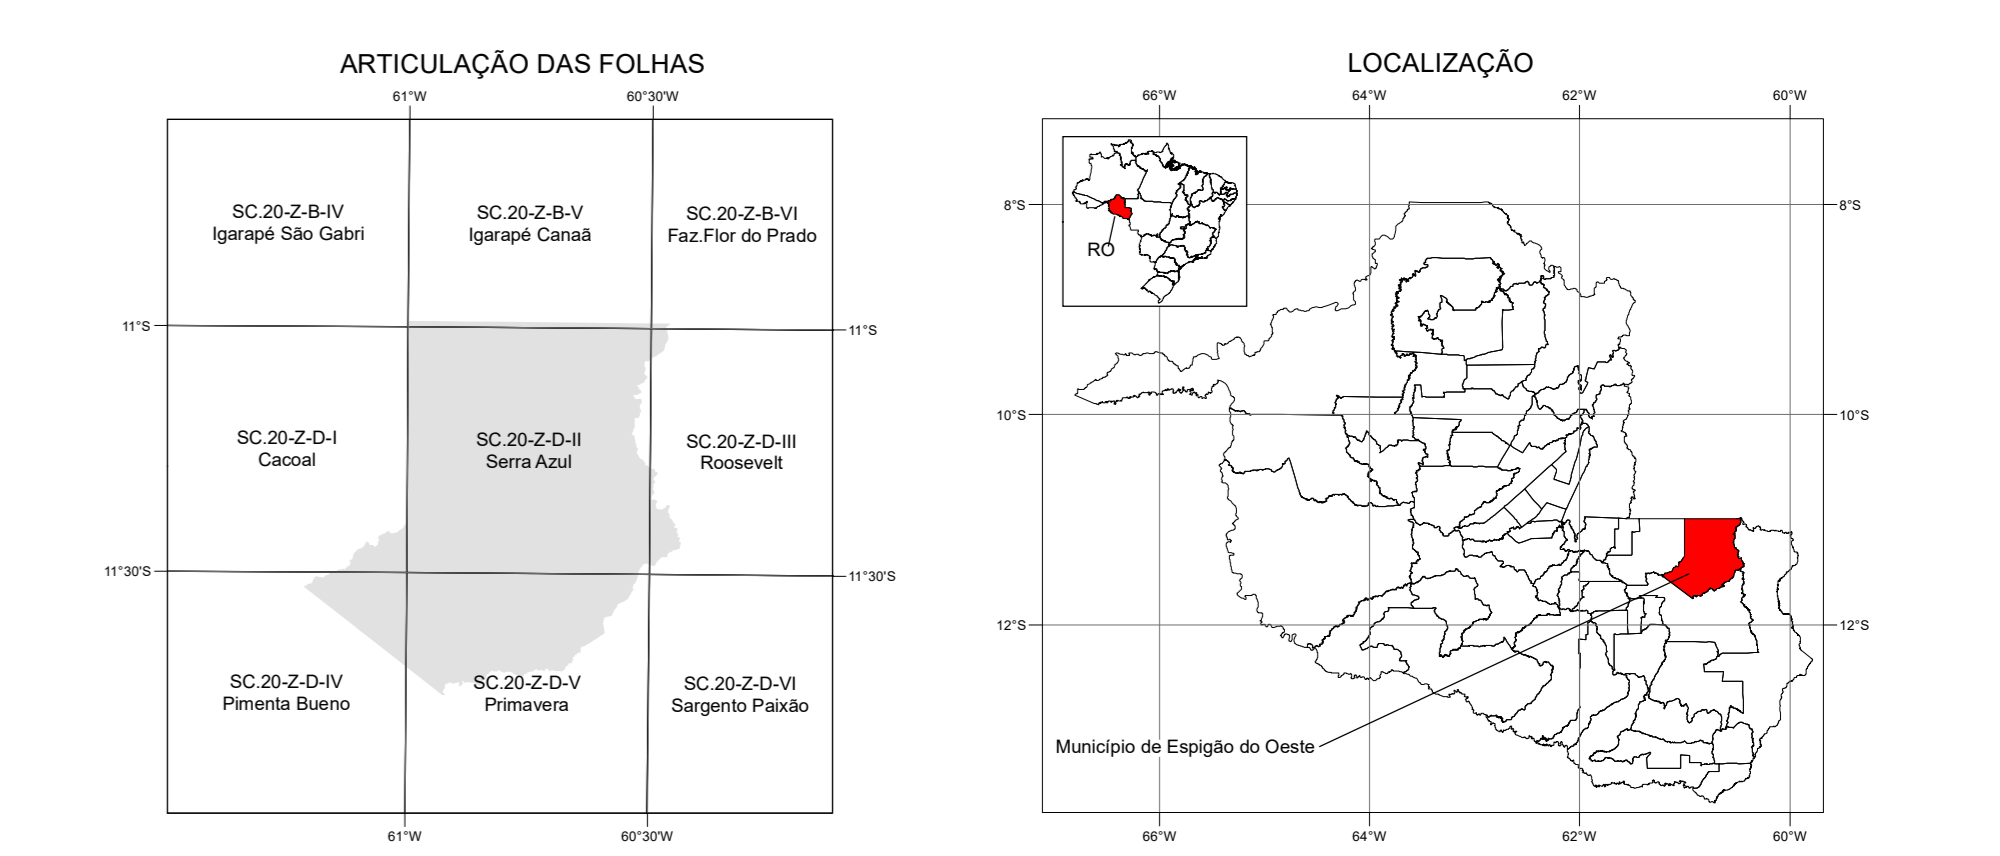 ARTICULAÇÃO DAS FOLHAS
61°W
60°30'W
SC.20-Z-B-IV
Igarapé São Gabri
SC.20-Z-B-V
Igarapé Canaã
SC.20-Z-B-VI
Faz.Flor do Prado
11°S
11°S
SC.20-Z-D-I
Cacoal
SC.20-Z-D-II
Serra Azul
SC.20-Z-D-III
Roosevelt
11°30'S
11°30'S
SC.20-Z-D-IV
Pimenta Bueno
SC.20-Z-D-V
Primavera
SC.20-Z-D-VI
Sargento Paixão
61°W
60°30'W
LOCALIZAÇÃO
66°W
64°W
62°W
60°W
8°S
8°S
RO
10°S
10°S
12°S
12°S
Município de Espigão do Oeste
66°W
64°W
62°W
60°W